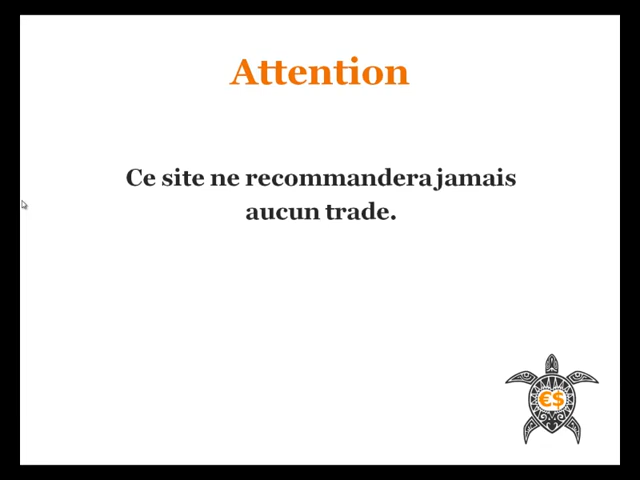 Attention
Ce site ne recommandera jamais
aucun trade.
€$